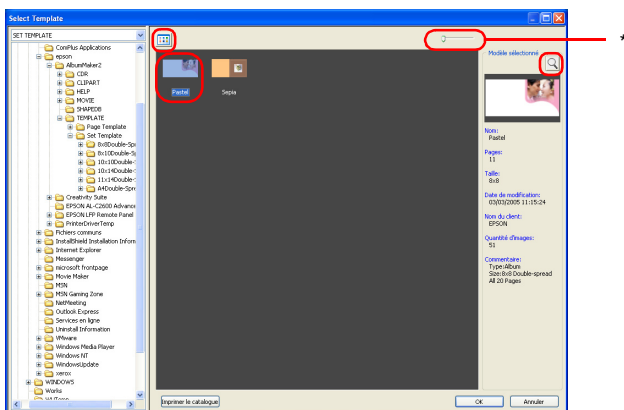 Select Template
SET TEMPLATE
ComPlus Applications
epson
AlbumMaker2
CDR
CLIPART
HELP
MOVIE
SHAPEDB
TEMPLATE
Page Template
Set Template
8x8Double-Spr
8x10Double-S
10x10Double-
10x14Double-
11x14Double-
A4Double-Spre
Creativity Suite
EPSON AL-C2600 Advance
EPSON LFP Remote Panel
PrinterDriverTemp
Fichiers communs
InstallShield Installation Inform
Internet Explorer
Messenger
microsoft frontpage
Movie Maker
MSN
MSN Gaming Zone
NetMeeting
Outlook Express
Services en ligne
Uninstall Information
VMware
Windows Media Player
Windows NT
WindowsUpdate
xerox
WINDOWS
Works
WUTemp
Pastel
Sepia
*
Modèle sélectionné
Nom:
Pastel
Pages:
11
Taille:
8x8
Date de modification:
03/03/2005 11:15:24
Nom du client:
EPSON
Quantité d'images:
51
Commentaire:
Type:Album
Size:8x8 Double-spread
All 20 Pages
Imprimer le catalogue
OK
Annuler